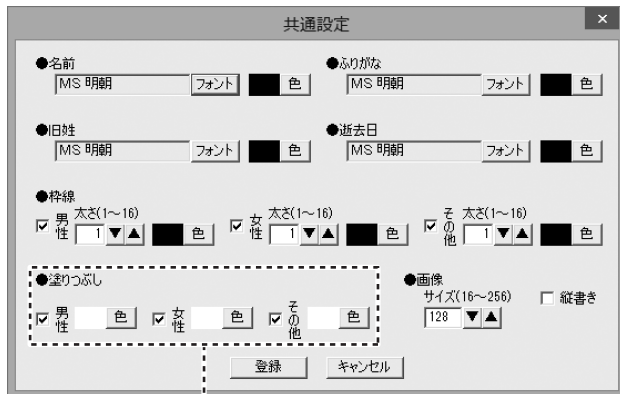 共通設定
●名前
MS 明朝 フォント 色
●ふりがな
MS 明朝 フォント 色
●旧姓
MS 明朝 フォント 色
●逝去日
MS 明朝 フォント 色
●枠線
男性 太さ(1～16) 1 ▼ ▲ 色
女性 太さ(1～16) 1 ▼ ▲ 色
その他 太さ(1～16) 1 ▼ ▲ 色
●塗りつぶし
男性 色 女性 色 その他 色
●画像
サイズ(16～256)
128 ▼ ▲
縦書き
登録 キャンセル